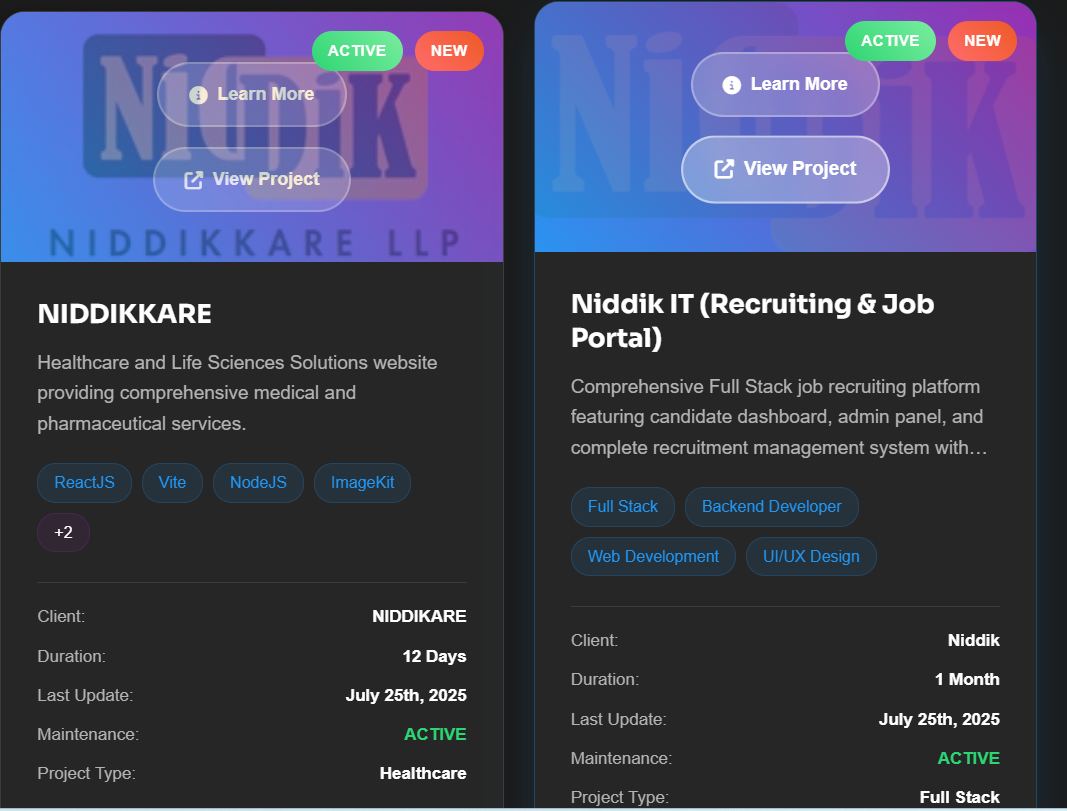 ACTIVE
NEW
NidDiK
Learn More
View Project
NIDDIKKARE LLP
NIDDIKKARE
Healthcare and Life Sciences Solutions website
providing comprehensive medical and
pharmaceutical services.
ReactJS
Vite
NodeJS
ImageKit
+2
Client:
NIDDIKARE
Duration:
12 Days
Last Update:
July 25th, 2025
Maintenance:
ACTIVE
Project Type:
Healthcare
ACTIVE
NEW
NidDiK
Learn More
View Project
Niddik IT (Recruiting & Job
Portal)
Comprehensive Full Stack job recruiting platform
featuring candidate dashboard, admin panel, and
complete recruitment management system with…
Full Stack
Backend Developer
Web Development
UI/UX Design
Client:
Niddik
Duration:
1 Month
Last Update:
July 25th, 2025
Maintenance:
ACTIVE
Project Type:
Full Stack